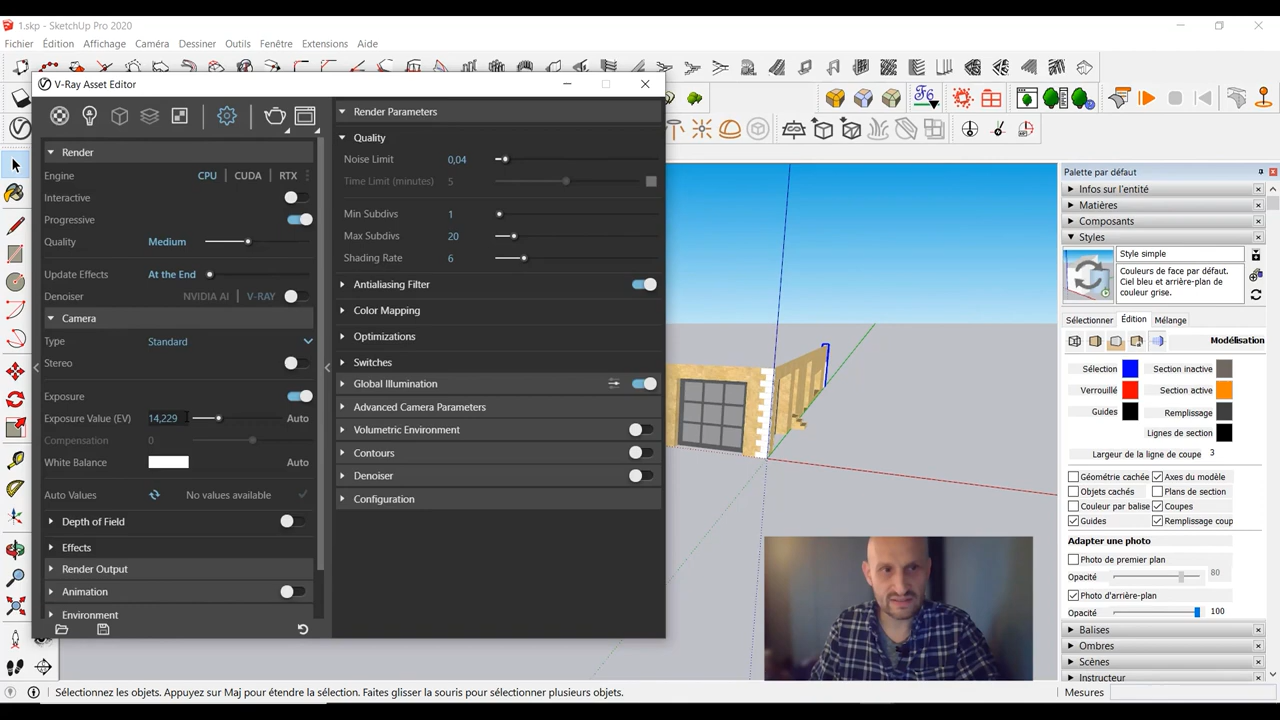 1.skp - SketchUp Pro 2020
Fichier Édition Affichage Caméra Dessiner Outils Fenêtre Extensions Aide
V-Ray Asset Editor
Render
Engine CPU CUDA RTX
Interactive
Progressive
Quality Medium
Update Effects At the End
Denoiser NVIDIA AI V-RAY
Camera
Type Standard
Stereo
Exposure
Exposure Value (EV) 14,229 Auto
Compensation 0
White Balance Auto
Auto Values No values available
Depth of Field
Effects
Render Output
Animation
Environment
Render Parameters
Quality
Noise Limit 0,04
Time Limit (minutes) 5
Min Subdivs 1
Max Subdivs 20
Shading Rate 6
Antialiasing Filter
Color Mapping
Optimizations
Switches
Global Illumination
Advanced Camera Parameters
Volumetric Environment
Contours
Denoiser
Configuration
F6
Palette par défaut
Infos sur l'entité
Matières
Composants
Styles
Style simple
Couleurs de face par défaut.
Ciel bleu et arrière-plan de
couleur grise.
Sélectionner Édition Mélange
Modélisation
Sélection Section inactive
Verrouillé Section active
Guides Remplissage
Lignes de section
Largeur de la ligne de coupe 3
Géométrie cachée Axes du modèle
Objets cachés Plans de section
Couleur par balise Coupes
Guides Remplissage coup
Adapter une photo
Photo de premier plan
Opacité 80
Photo d'arrière-plan
Opacité 100
Balises
Ombres
Scènes
Instructeur
Sélectionnez les objets. Appuyez sur Maj pour étendre la sélection. Faites glisser la souris pour sélectionner plusieurs objets.
Mesures